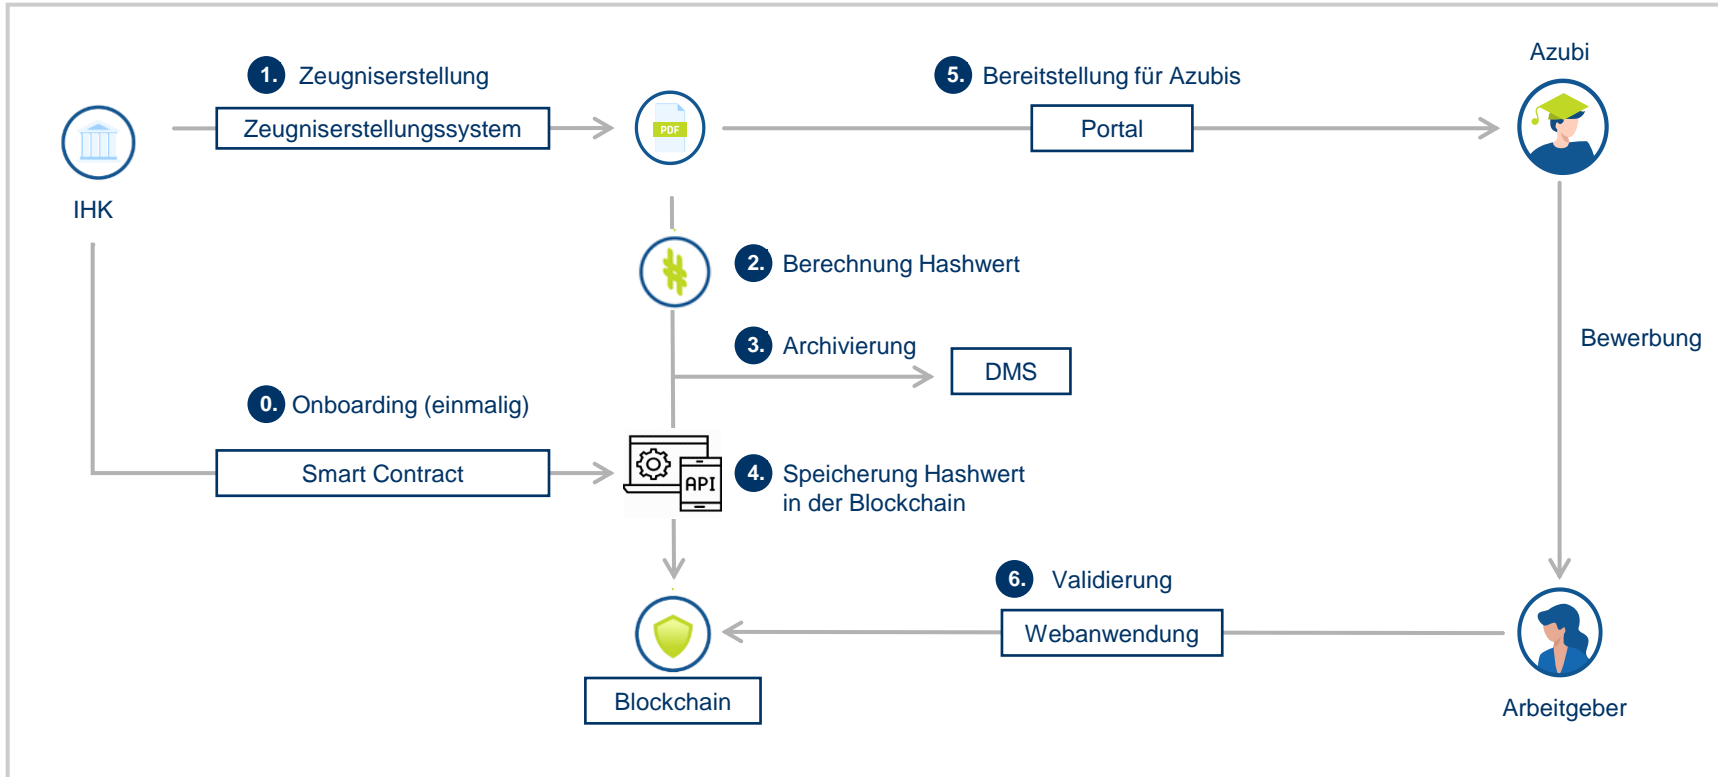 Azubi
1. Zeugniserstellung
5. Bereitstellung für Azubis
Zeugniserstellungssystem
PDF
Portal
IHK
2. Berechnung Hashwert
3. Archivierung
Bewerbung
DMS
0. Onboarding (einmalig)
Smart Contract
API
4. Speicherung Hashwert
in der Blockchain
6. Validierung
Webanwendung
Blockchain
Arbeitgeber